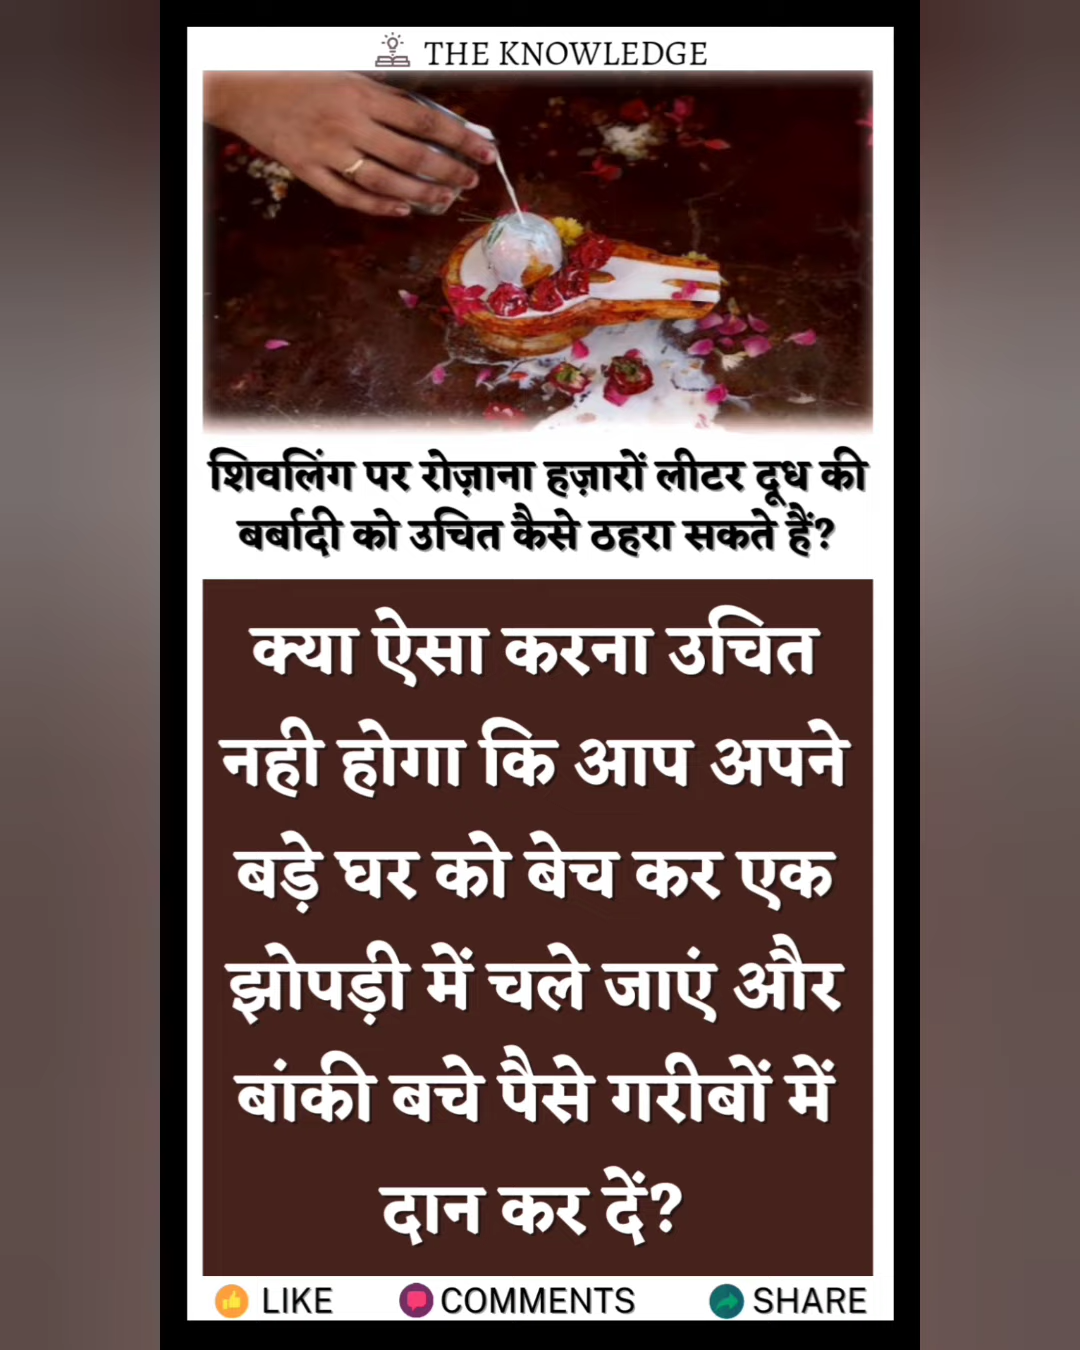 THE KNOWLEDGE
शिवलिंग पर रोज़ाना हज़ारों लीटर दूध की
बर्बादी को उचित कैसे ठहरा सकते हैं?
क्या ऐसा करना उचित
नही होगा कि आप अपने
बड़े घर को बेच कर एक
झोपड़ी में चले जाएं और
बांकी बचे पैसे गरीबों में
दान कर दें?
LIKE COMMENTS SHARE